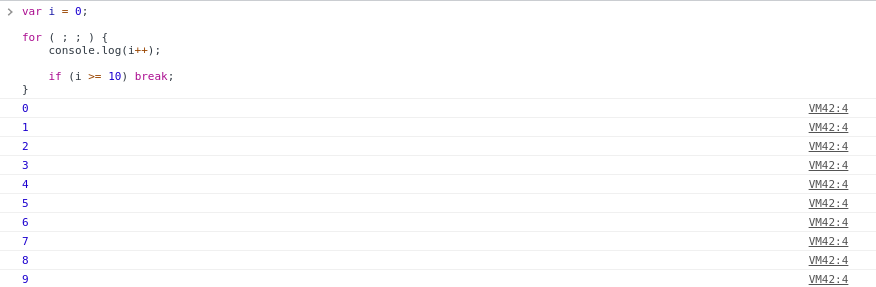 var i = 0;
for ( ; ; ) {
console.log(i++);
if (i >= 10) break;
}
0 VM42:4
1 VM42:4
2 VM42:4
3 VM42:4
4 VM42:4
5 VM42:4
6 VM42:4
7 VM42:4
8 VM42:4
9 VM42:4